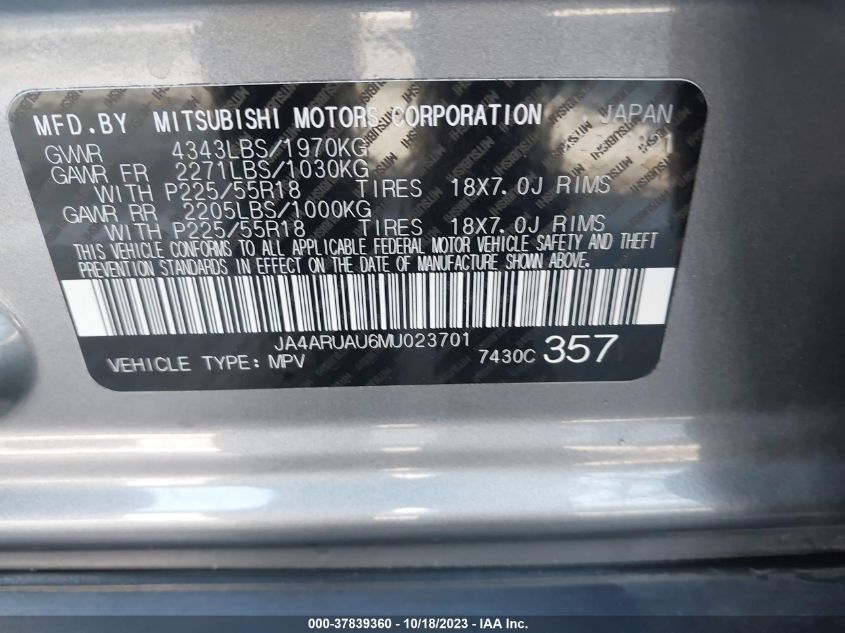 MFD.BY MITSUBISHI MOTORS CORPORATION JAPAN
GVWR 4343LBS/1970KG 21
GAWR FR 2271LBS/1030KG
WITH P225/55R18 TIRES 18X7.0J RIMS
GAWR RR 2205LBS/1000KG
WITH P225/55R18 TIRES 18X7.0J RIMS
THIS VEHICLE CONFORMS TO ALL APPLICABLE FEDERAL MOTOR VEHICLE SAFETY AND THEFT
PREVENTION STANDARDS IN EFFECT ON THE DATE OF MANUFACTURE SHOWN ABOVE.
JA4ARUAU6MU023701
VEHICLE TYPE: MPV 7430C 357
000-37839360 - 10/18/2023 - IAA Inc.